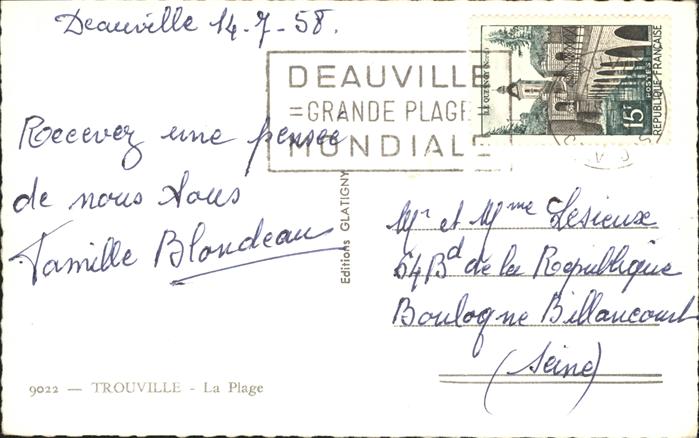 Deauville 14-7-58.
DEAUVILLE
=GRANDE PLAGE
MONDIALE
LE QUESNOY
15F
POSTES
REPUBLIQUE FRANÇAISE
Recevez une pensée
de nous tous
Famille Blondeau
Editions GLATIGNY
Mr et Mme Lesieux
64 Bd de la Republique
Boulogne Billancourt
(Seine)
9022 — TROUVILLE - La Plage